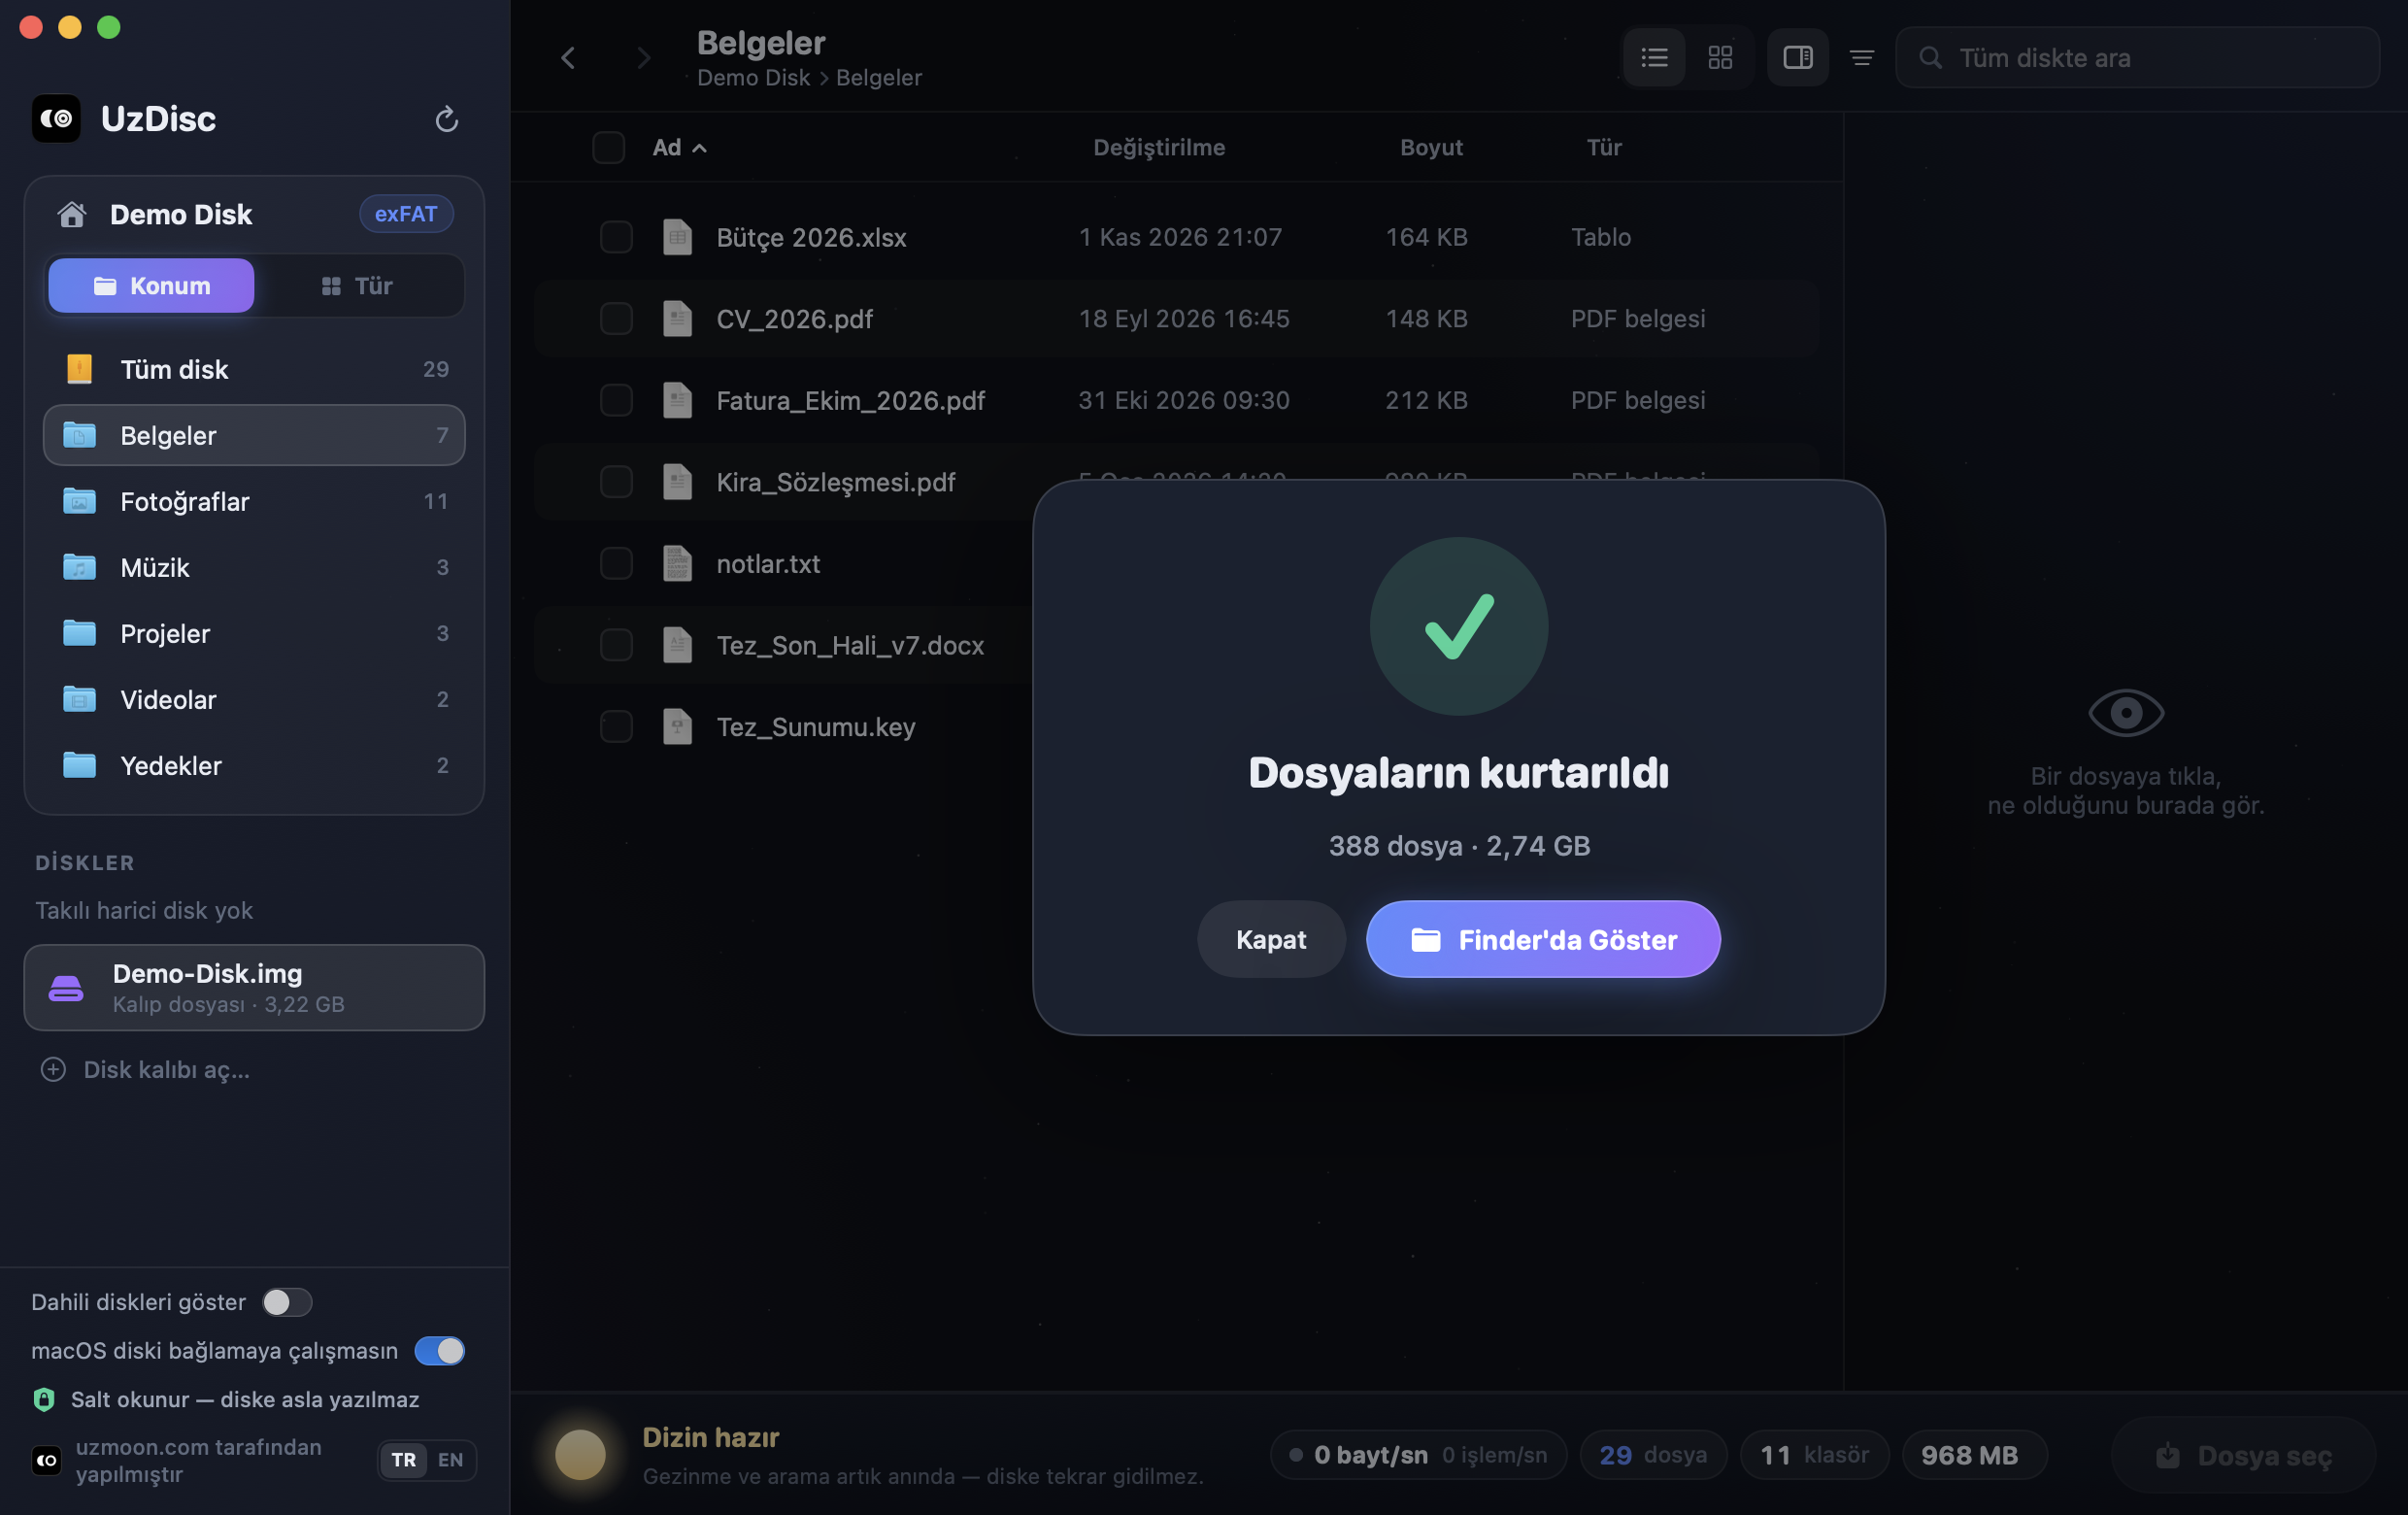 UzDisc
Demo Disk
exFAT
Konum
Tür
Tüm disk 29
Belgeler 7
Fotoğraflar 11
Müzik 3
Projeler 3
Videolar 2
Yedekler 2
DİSKLER
Takılı harici disk yok
Demo-Disk.img
Kalıp dosyası · 3,22 GB
Disk kalıbı aç...
Dahili diskleri göster
macOS diski bağlamaya çalışmasın
Salt okunur — diske asla yazılmaz
uzmoon.com tarafından
yapılmıştır
TR EN
Belgeler
Demo Disk > Belgeler
Tüm diskte ara
Ad Değiştirilme Boyut Tür
Bütçe 2026.xlsx 1 Kas 2026 21:07 164 KB Tablo
CV_2026.pdf 18 Eyl 2026 16:45 148 KB PDF belgesi
Fatura_Ekim_2026.pdf 31 Eki 2026 09:30 212 KB PDF belgesi
Kira_Sözleşmesi.pdf PDF belgesi
notlar.txt
Tez_Son_Hali_v7.docx
Tez_Sunumu.key
Dosyaların kurtarıldı
388 dosya · 2,74 GB
Kapat
Finder'da Göster
Bir dosyaya tıkla,
ne olduğunu burada gör.
Dizin hazır
Gezinme ve arama artık anında — diske tekrar gidilmez.
0 bayt/sn 0 işlem/sn
29 dosya
11 klasör
968 MB
Dosya seç